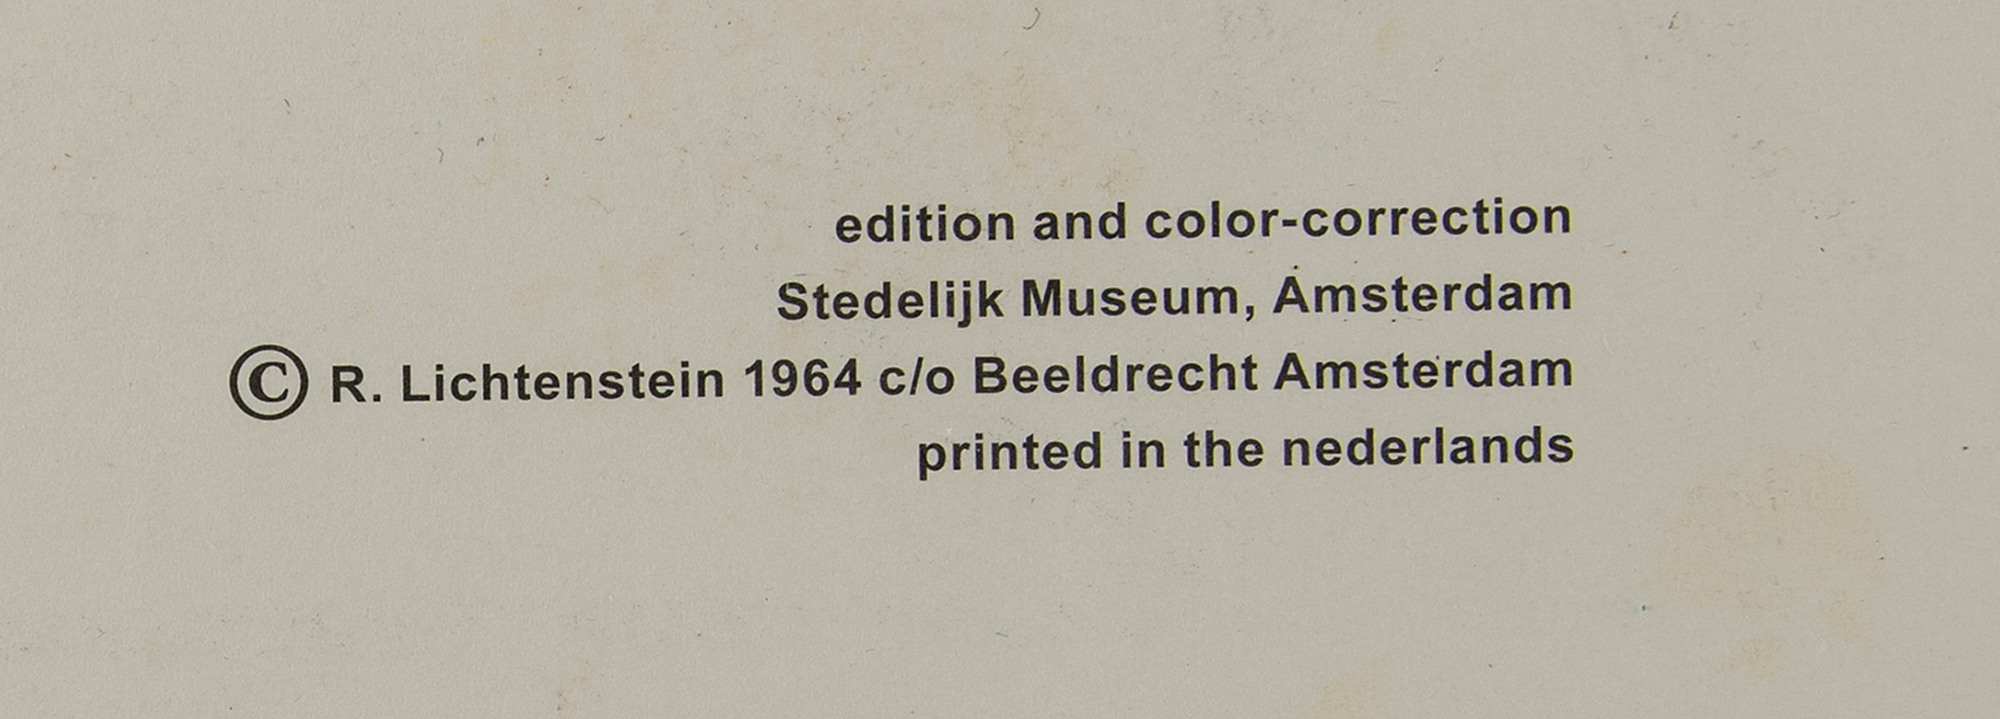 edition and color-correction
Stedelijk Museum, Amsterdam
© R. Lichtenstein 1964 c/o Beeldrecht Amsterdam
printed in the nederlands